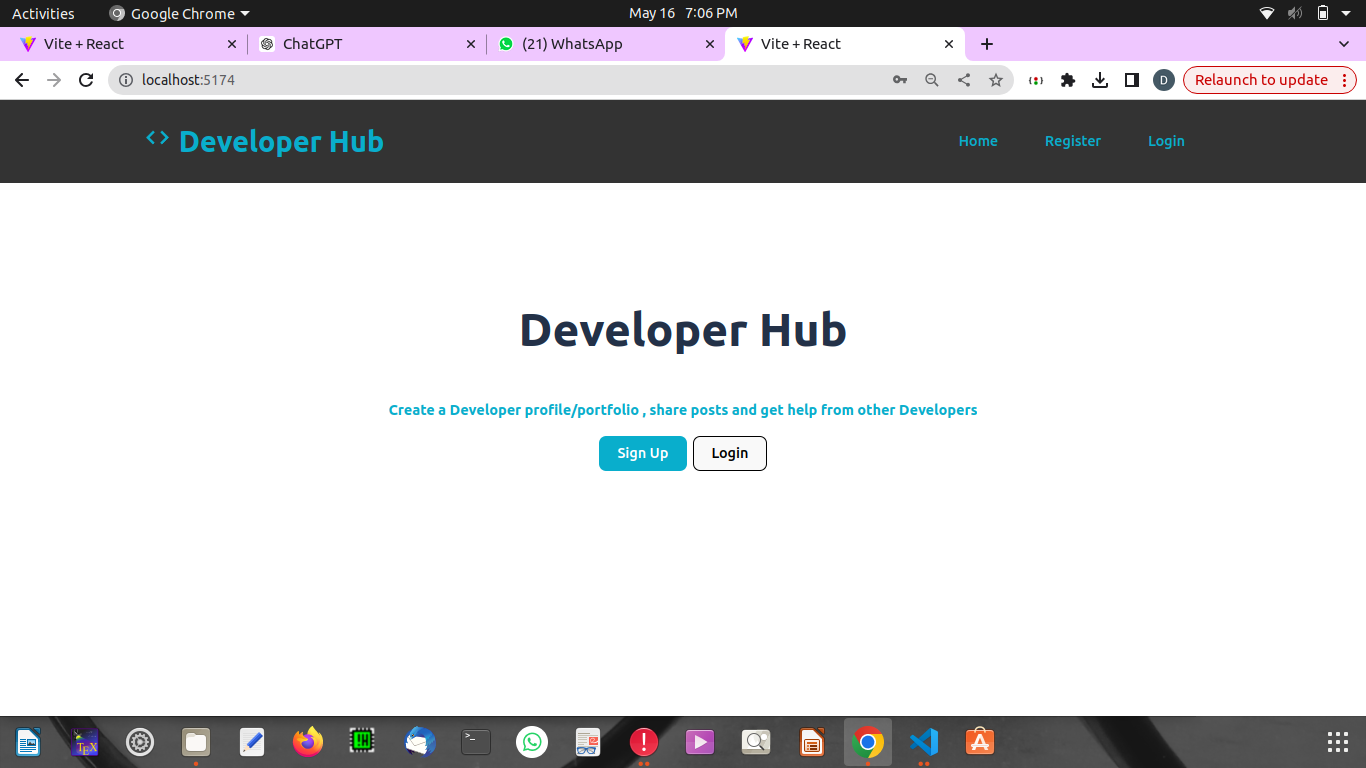 Activities Google Chrome May 16 7:06 PM
Vite + React ChatGPT (21) WhatsApp Vite + React
localhost:5174 D Relaunch to update
Developer Hub Home Register Login
Developer Hub
Create a Developer profile/portfolio , share posts and get help from other Developers
Sign Up Login
TEX